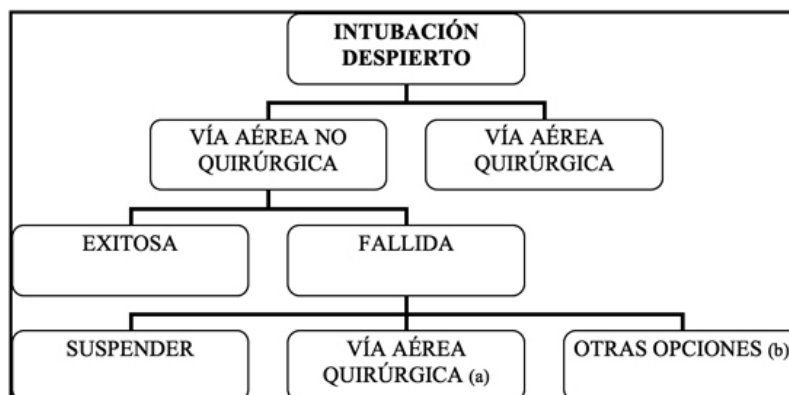 INTUBACIÓN
DESPIERTO
VÍA AÉREA NO
QUIRÚRGICA
VÍA AÉREA
QUIRÚRGICA
EXITOSA
FALLIDA
SUSPENDER
VÍA AÉREA
QUIRÚRGICA (a)
OTRAS OPCIONES (b)